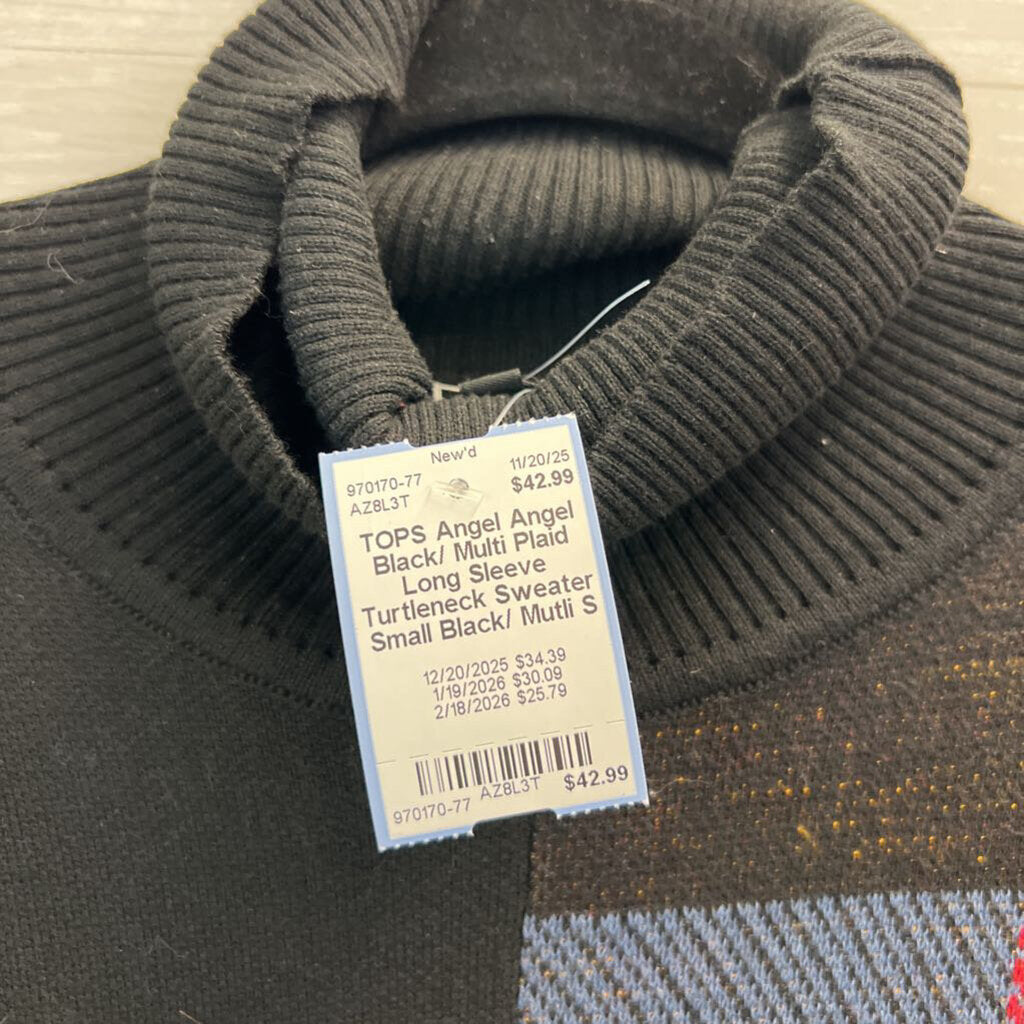 New'd
970170-77 11/20/25
AZ8L3T $42.99
TOPS Angel Angel
Black/ Multi Plaid
Long Sleeve
Turtleneck Sweater
Small Black/ Mutli S
12/20/2025 $34.39
1/19/2026 $30.09
2/18/2026 $25.79
970170-77 AZ8L3T $42.99